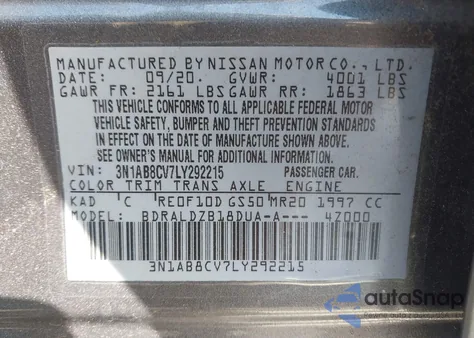 MANUFACTURED BY NISSAN MOTOR CO., LTD.
DATE: 09/20. GVWR: 4001 LBS
GAWR FR: 2161 LBS GAWR RR: 1863 LBS
THIS VEHICLE CONFORMS TO ALL APPLICABLE FEDERAL MOTOR
VEHICLE SAFETY, BUMPER AND THEFT PREVENTION STANDARDS
IN EFFECT ON THE DATE OF MANUFACTURE SHOWN ABOVE.
SEE OWNER'S MANUAL FOR ADDITIONAL INFORMATION.
VIN: 3N1AB8CV7LY292215 PASSENGER CAR.
COLOR TRIM TRANS AXLE ENGINE
KAD C RE0F10D GS50 MR20 1997 CC
MODEL: BDRALDZB18DUA-A--- 4Z000
3N1AB8CV7LY292215
autoSnap